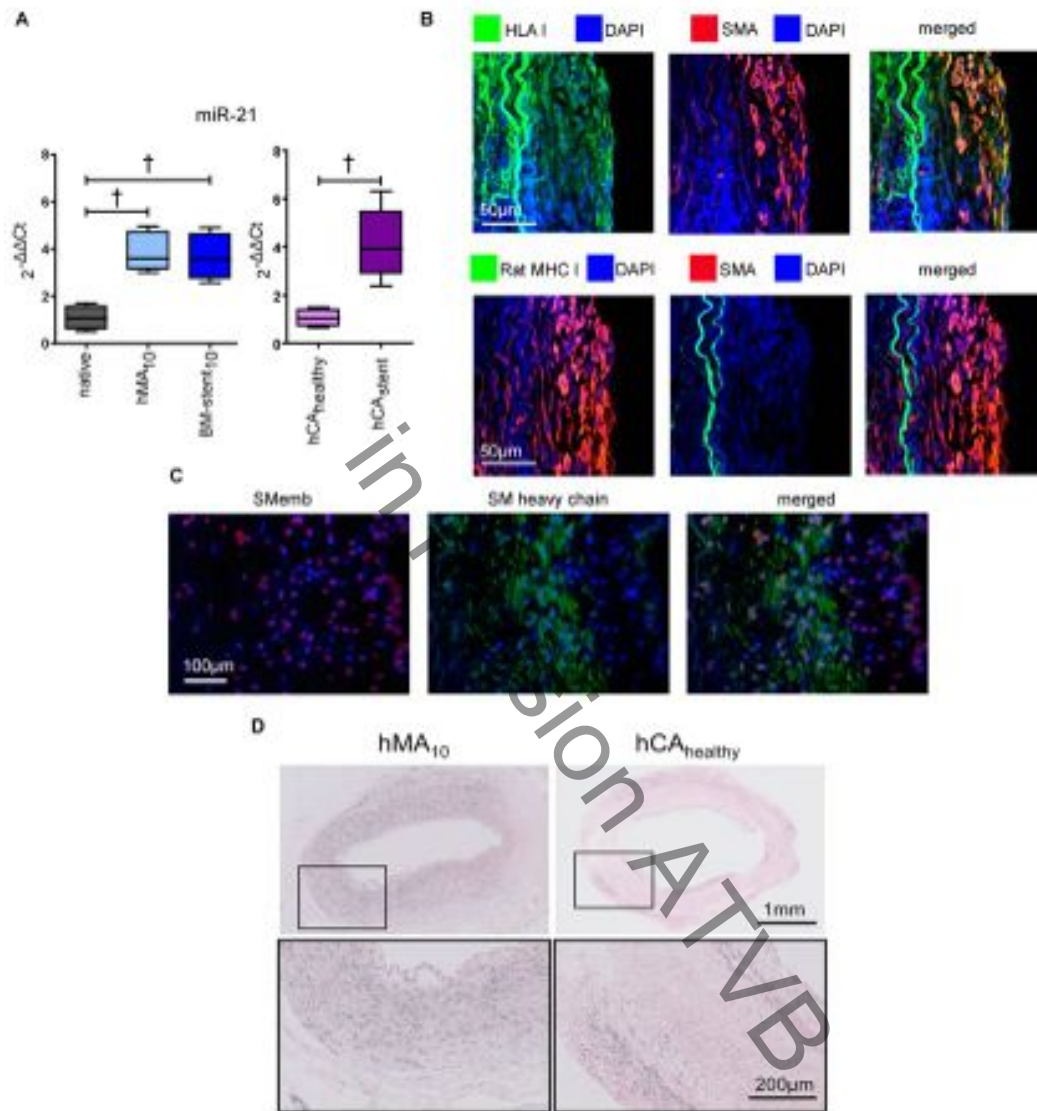 A
miR-21
8
6
4
2
0
2-ΔΔCt
native
hMA10
BM-stent10
†
†
8
6
4
2
0
2-ΔΔCt
hCAhealthy
hCAstent
†
B
HLA I DAPI SMA DAPI merged
50µm
Rat MHC I DAPI SMA DAPI merged
50µm
C
SMemb SM heavy chain merged
100µm
D
hMA10 hCAhealthy
1mm
200µm
ATVB